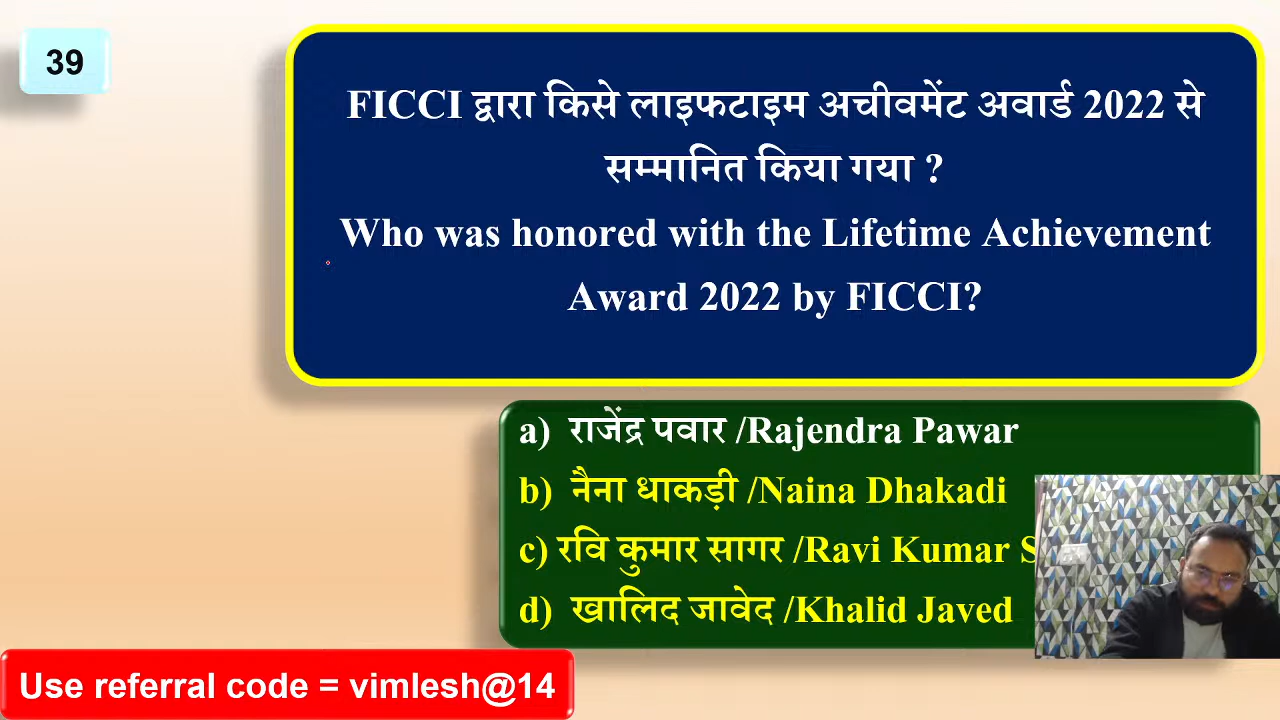 39
FICCI द्वारा किसे लाइफटाइम अचीवमेंट अवार्ड 2022 से
सम्मानित किया गया ?
Who was honored with the Lifetime Achievement
Award 2022 by FICCI?
a) राजेंद्र पवार /Rajendra Pawar
b) नैना धाकड़ी /Naina Dhakadi
c) रवि कुमार सागर /Ravi Kumar
d) खालिद जावेद /Khalid Javed
Use referral code = vimlesh@14